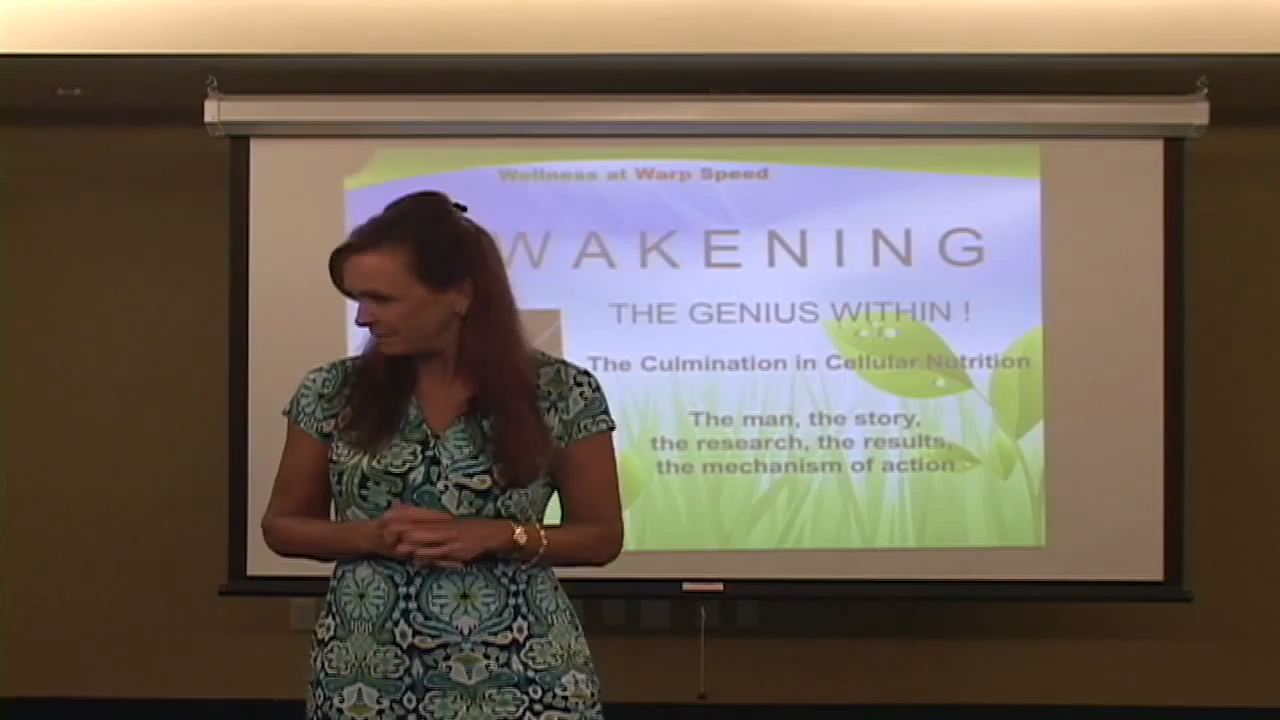 Wellness at Warp Speed
WAKENING
THE GENIUS WITHIN !
The Culmination in Cellular Nutrition
The man, the story,
the research, the results,
the mechanism of action